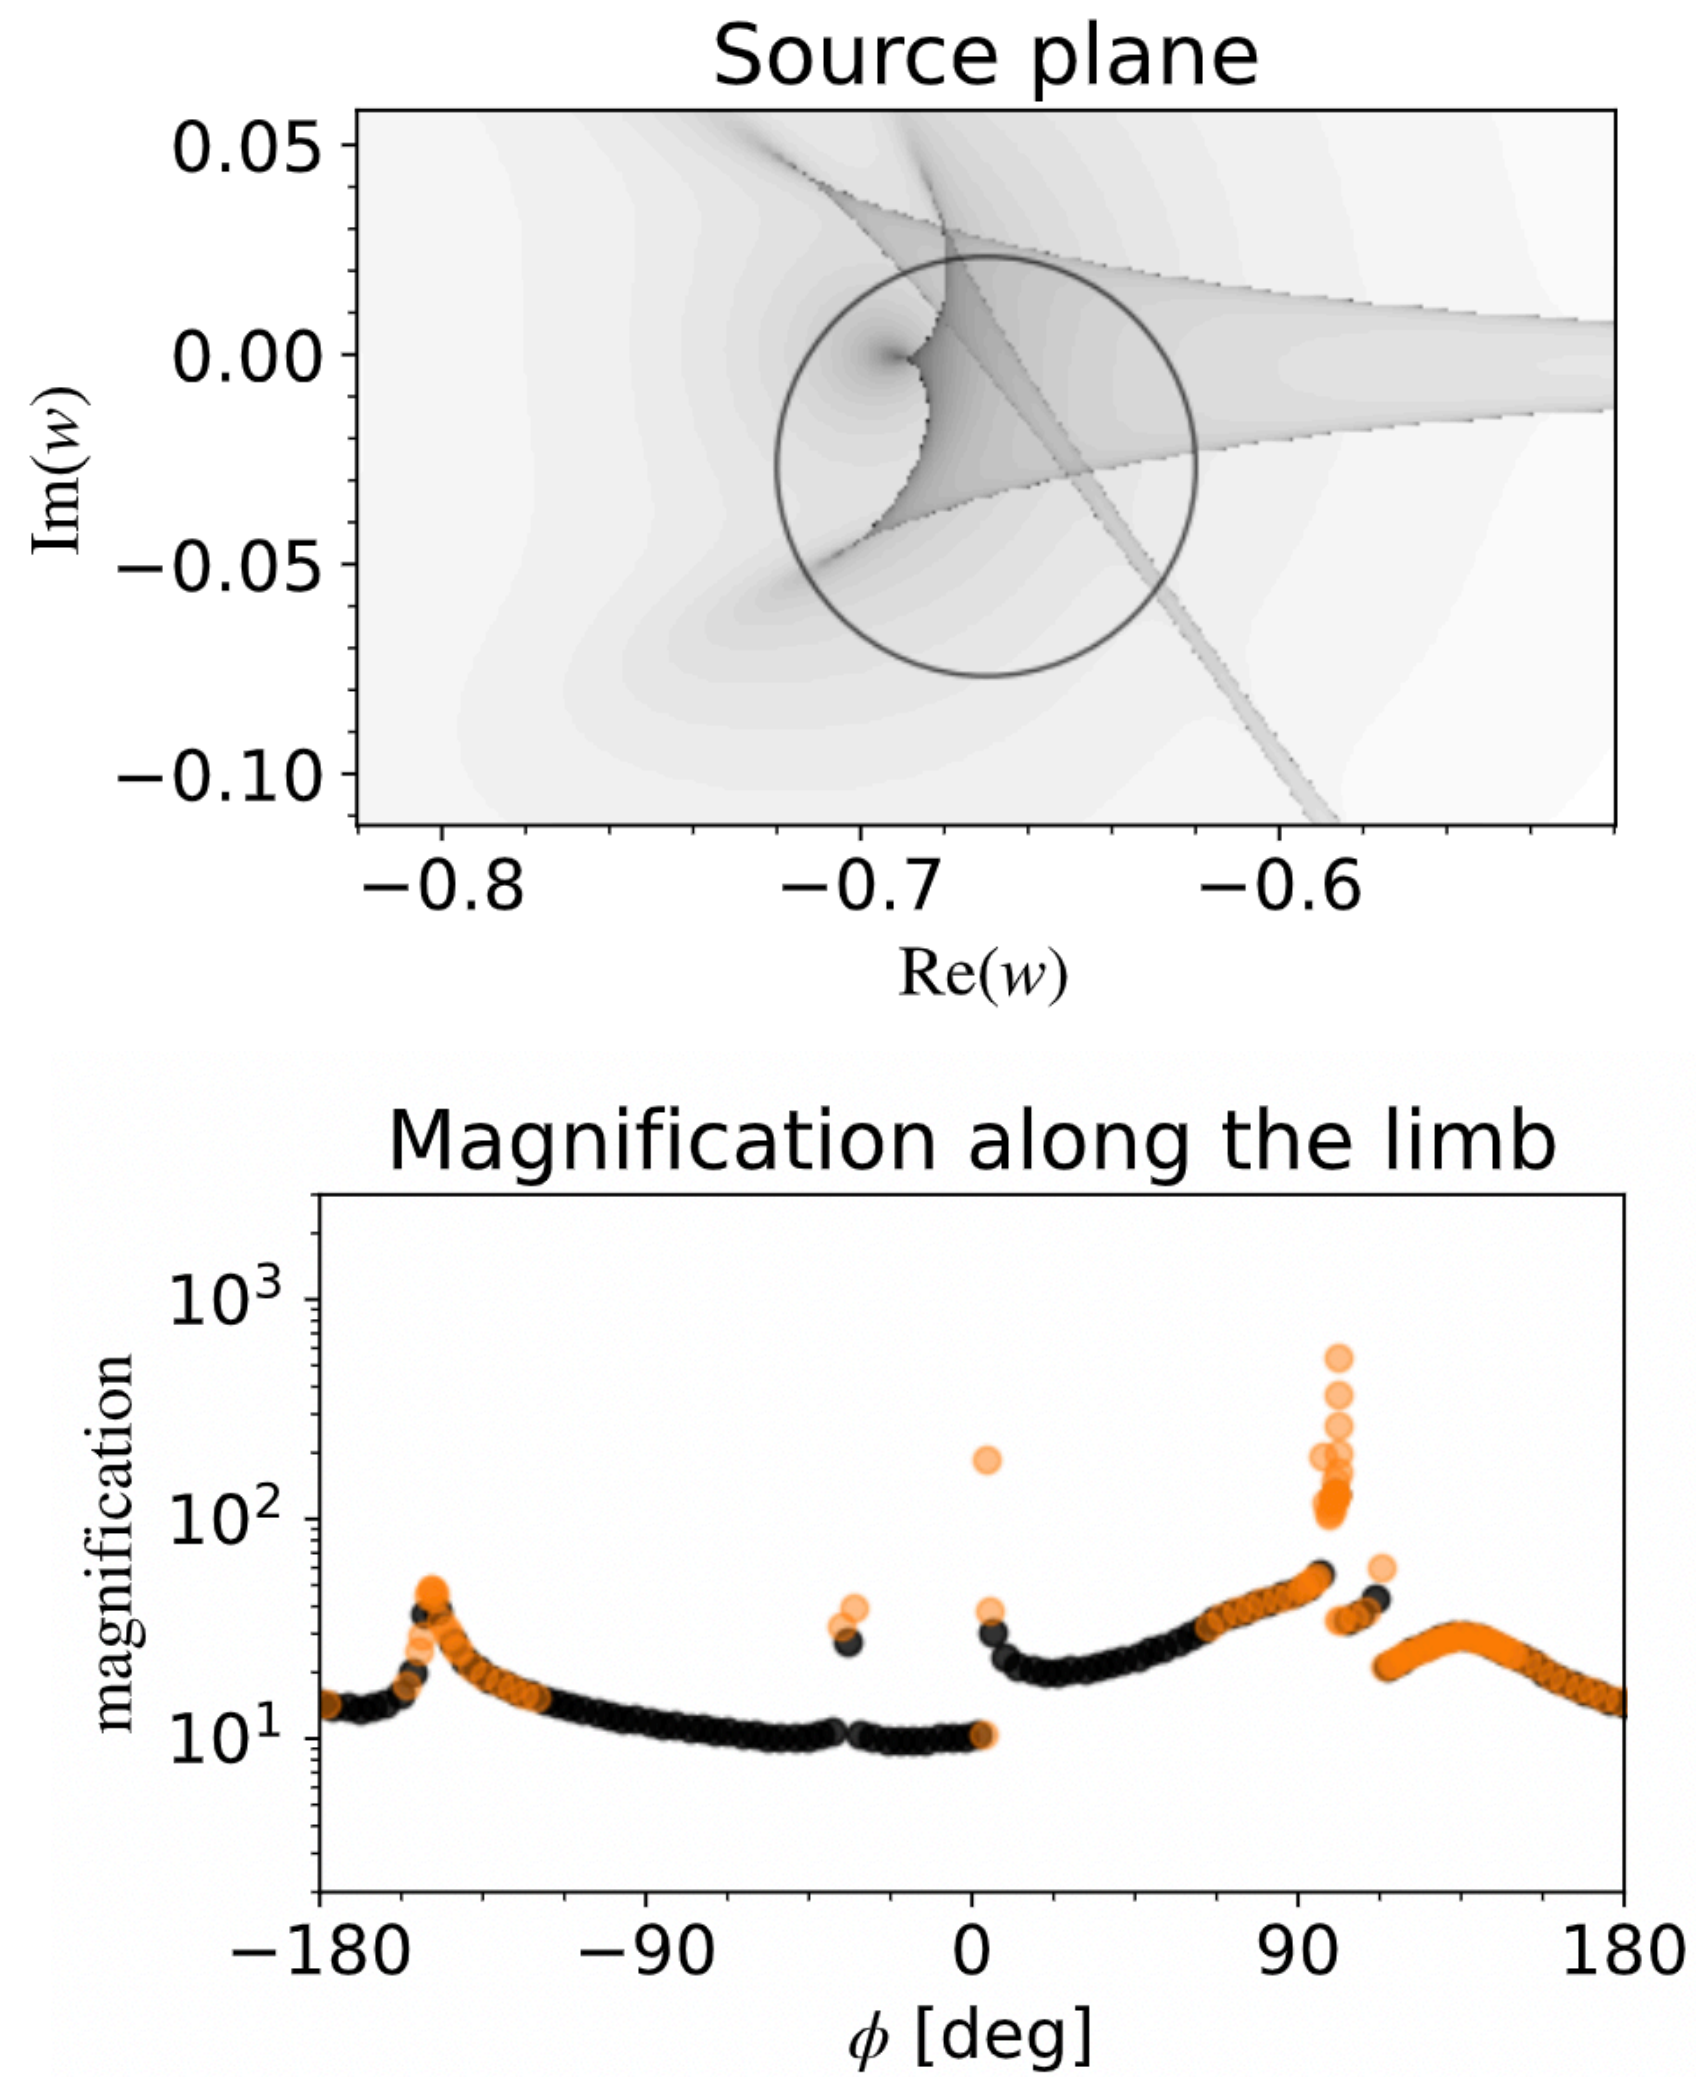 Source plane
0.05
0.00
−0.05
−0.10
Im(w)
−0.8 −0.7 −0.6
Re(w)
Magnification along the limb
10³
10²
10¹
magnification
−180 −90 0 90 180
ϕ [deg]